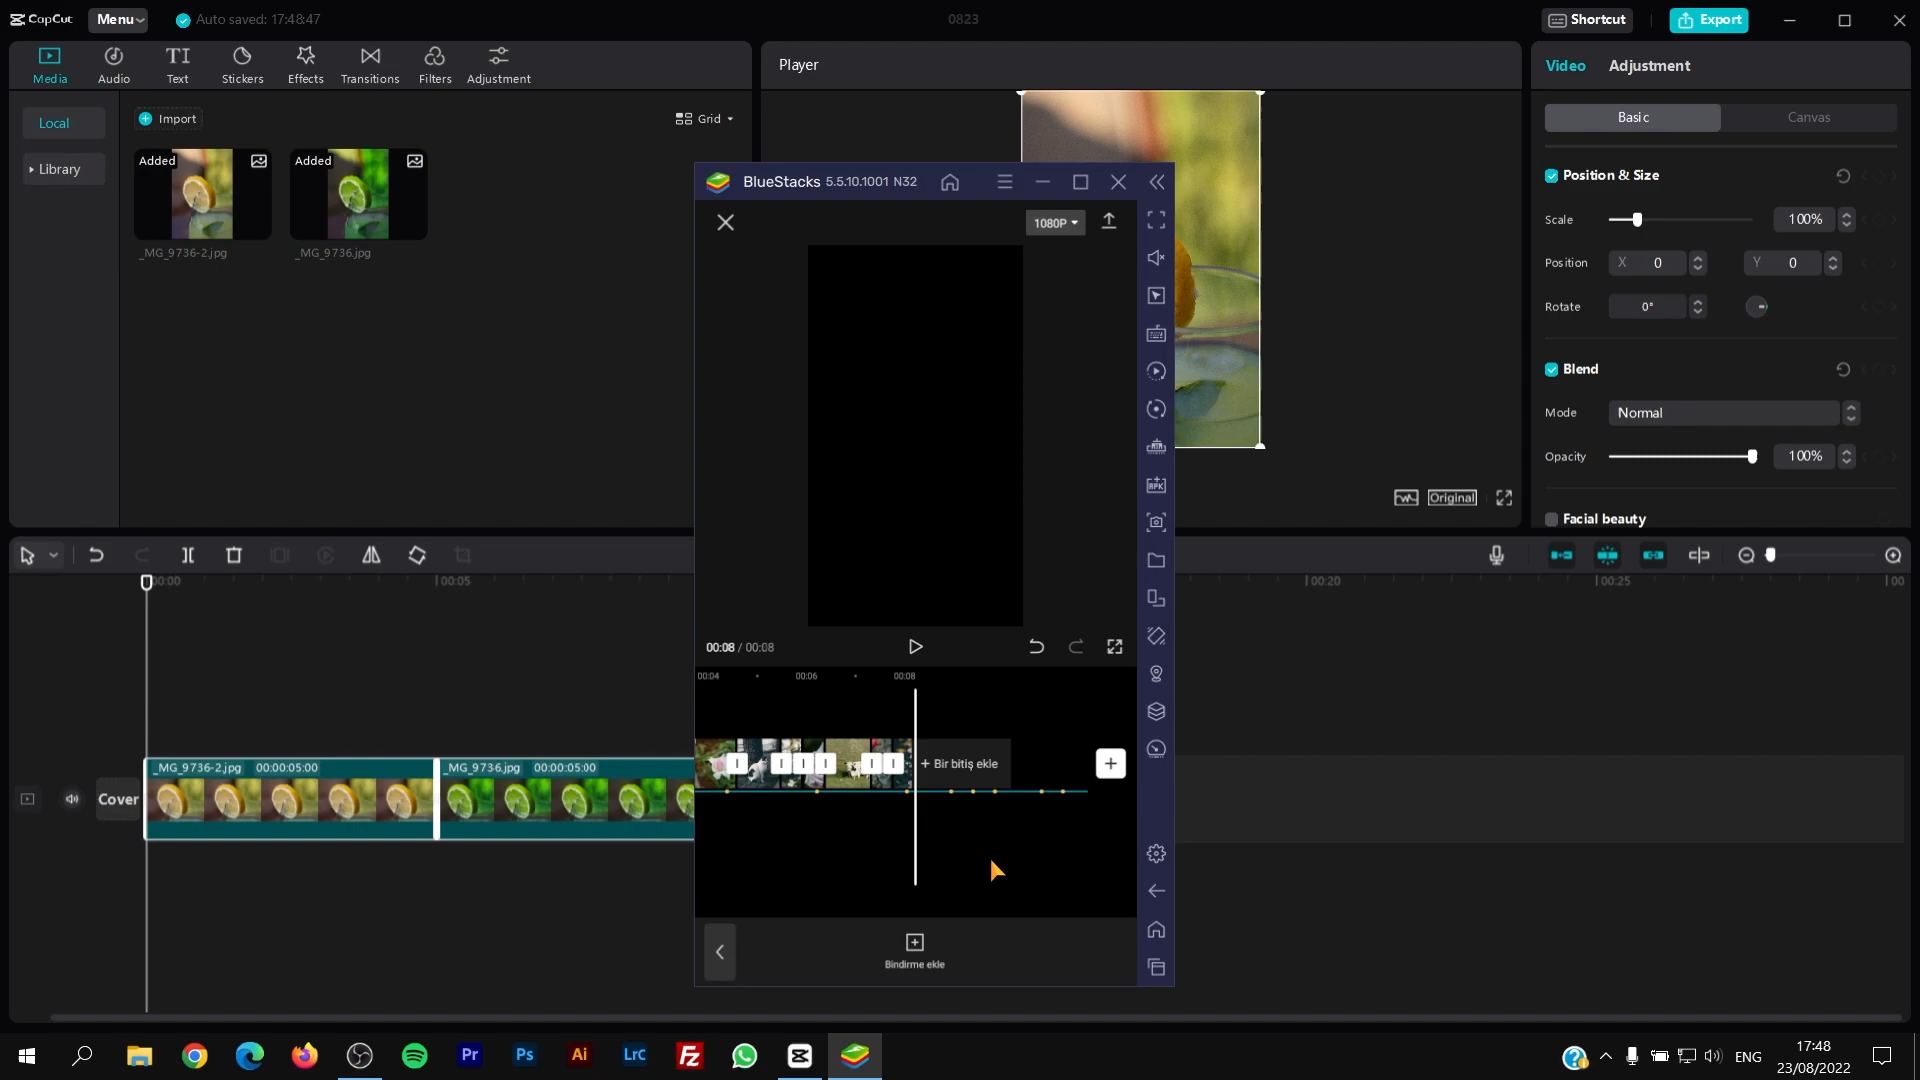 CapCut Menu Auto saved: 17:48:47 0823 Shortcut Export
Media Audio Text Stickers Effects Transitions Filters Adjustment
Player
Video Adjustment
Local
Library
Import
Grid
Added
Added
_MG_9736-2.jpg
_MG_9736.jpg
Basic Canvas
Position & Size
Scale 100%
Position X 0 Y 0
Rotate 0°
Blend
Mode Normal
Opacity 100%
Facial beauty
Original
BlueStacks 5.5.10.1001 N32
1080P
00:08 / 00:08
00:04 00:06 00:08
+ Bir bitiş ekle
Bindirme ekle
00:00 00:05 00:20 00:25 00
Cover
_MG_9736-2.jpg 00:00:05:00
_MG_9736.jpg 00:00:05:00
Pr Ps Ai LrC FZ
ENG
17:48
23/08/2022